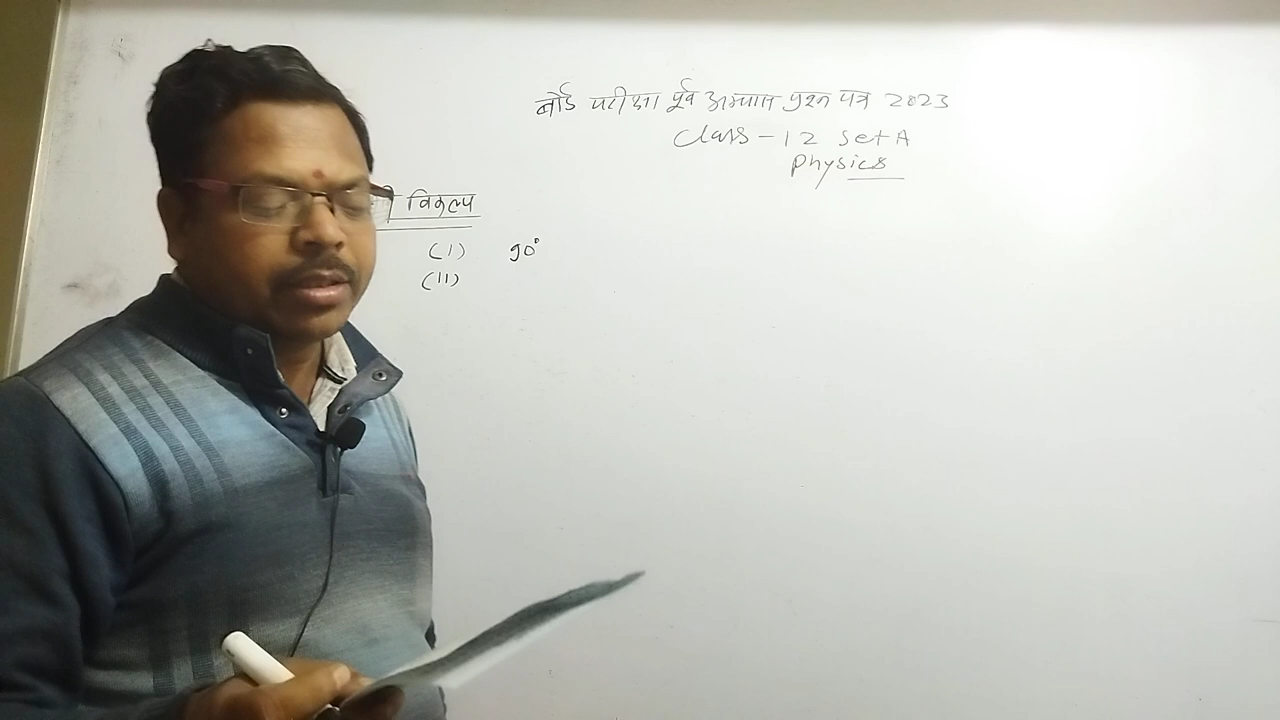 बोर्ड परीक्षा पूर्व अभ्यास प्रश्न पत्र 2023
Class - 12 Set A
Physics
विकल्प
(I) 90°
(II)